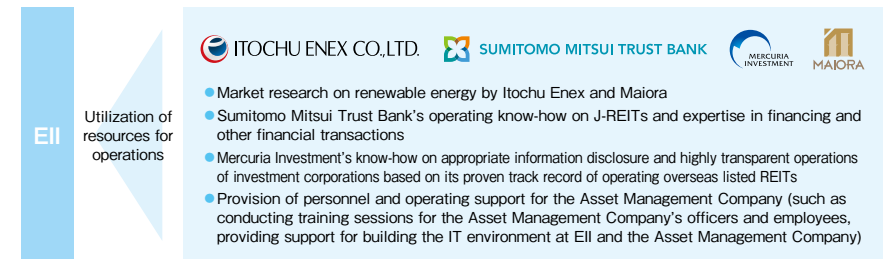 EII
Utilization of
resources for
operations
ITOCHU ENEX CO.,LTD.
SUMITOMO MITSUI TRUST BANK
MERCURIA
INVESTMENT
MAIORA
●Market research on renewable energy by Itochu Enex and Maiora
●Sumitomo Mitsui Trust Bank's operating know-how on J-REITs and expertise in financing and
other financial transactions
●Mercuria Investment's know-how on appropriate information disclosure and highly transparent operations
of investment corporations based on its proven track record of operating overseas listed REITs
●Provision of personnel and operating support for the Asset Management Company (such as
conducting training sessions for the Asset Management Company's officers and employees,
providing support for building the IT environment at EII and the Asset Management Company)